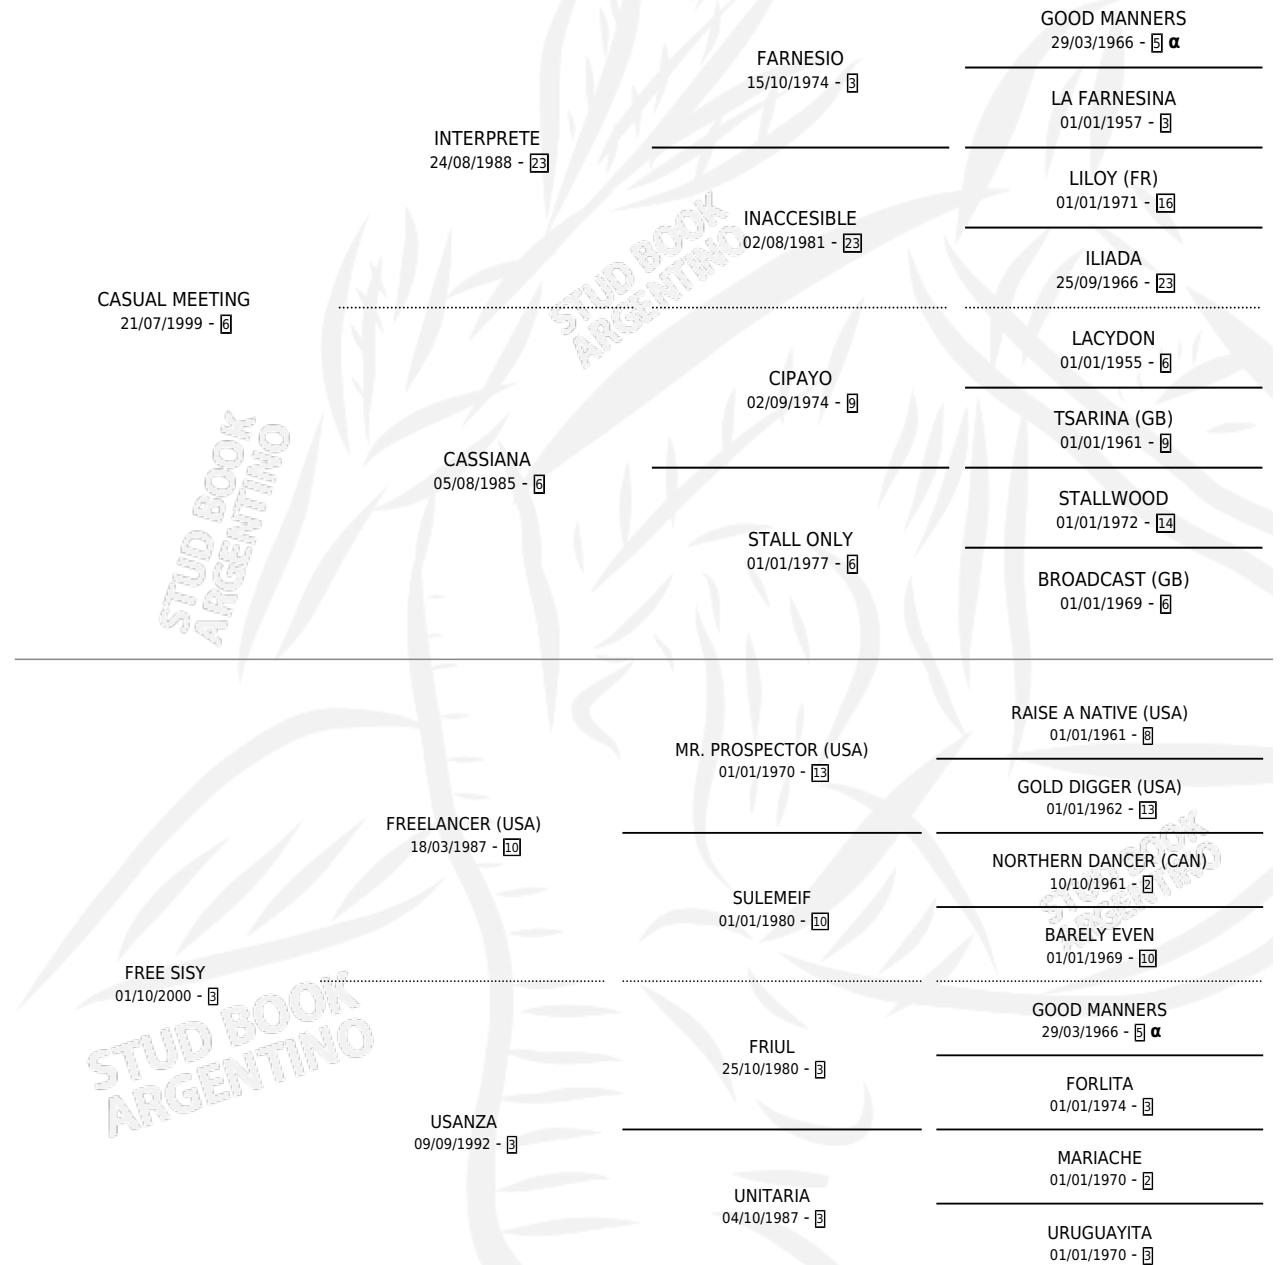 GOOD MANNERS
29/03/1966 - 5 α
FARNESIO
15/10/1974 - 3
LA FARNESINA
01/01/1957 - 3
INTERPRETE
24/08/1988 - 23
LILOY (FR)
01/01/1971 - 16
INACCESIBLE
02/08/1981 - 23
ILIADA
25/09/1966 - 23
CASUAL MEETING
21/07/1999 - 6
LACYDON
01/01/1955 - 6
CIPAYO
02/09/1974 - 9
TSARINA (GB)
01/01/1961 - 9
CASSIANA
05/08/1985 - 6
STALLWOOD
01/01/1972 - 14
STALL ONLY
01/01/1977 - 6
BROADCAST (GB)
01/01/1969 - 6
RAISE A NATIVE (USA)
01/01/1961 - 8
MR. PROSPECTOR (USA)
01/01/1970 - 13
GOLD DIGGER (USA)
01/01/1962 - 13
FREELANCER (USA)
18/03/1987 - 10
NORTHERN DANCER (CAN)
10/10/1961 - 2
SULEMEIF
01/01/1980 - 10
BARELY EVEN
01/01/1969 - 10
FREE SISY
01/10/2000 - 3
GOOD MANNERS
29/03/1966 - 5 α
FRIUL
25/10/1980 - 3
FORLITA
01/01/1974 - 3
USANZA
09/09/1992 - 3
MARIACHE
01/01/1970 - 2
UNITARIA
04/10/1987 - 3
URUGUAYITA
01/01/1970 - 3
STUD BOOK
ARGENTINO
STUD BOOK
ARGENTINO
STUD BOOK
ARGENTINO
STUD BOOK
ARGENTINO